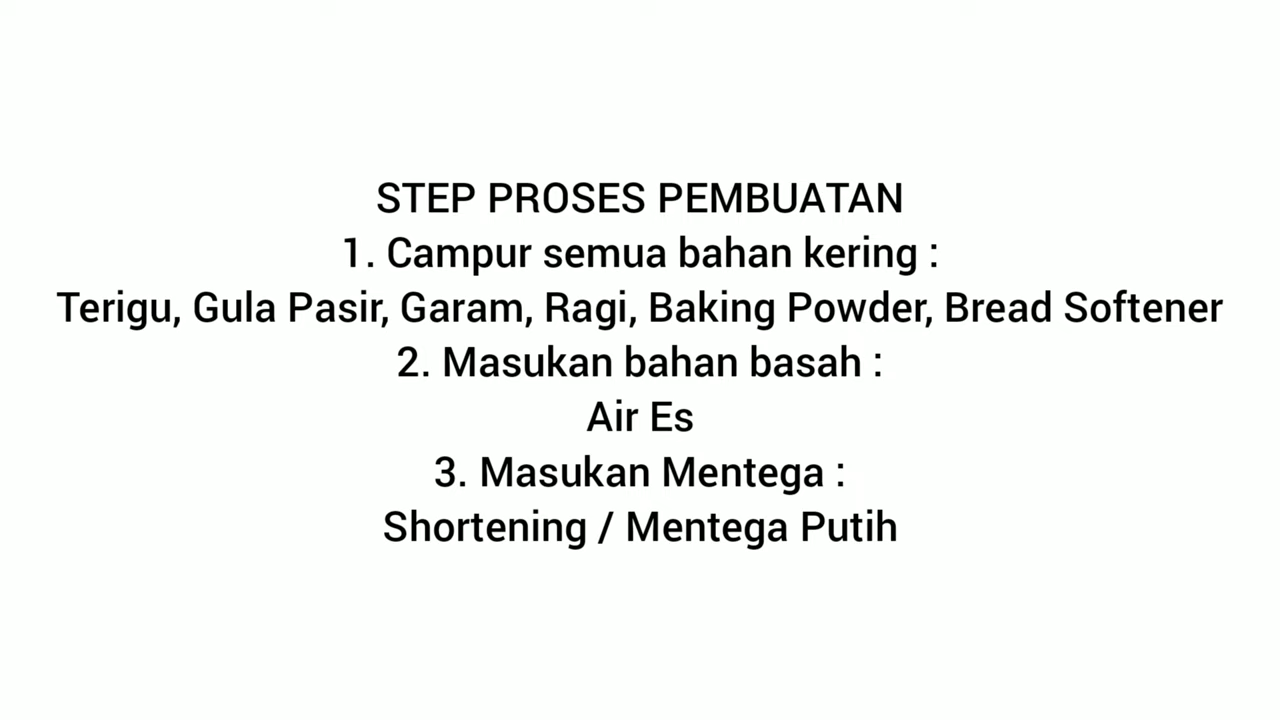 STEP PROSES PEMBUATAN
1. Campur semua bahan kering :
Terigu, Gula Pasir, Garam, Ragi, Baking Powder, Bread Softener
2. Masukan bahan basah :
Air Es
3. Masukan Mentega :
Shortening / Mentega Putih